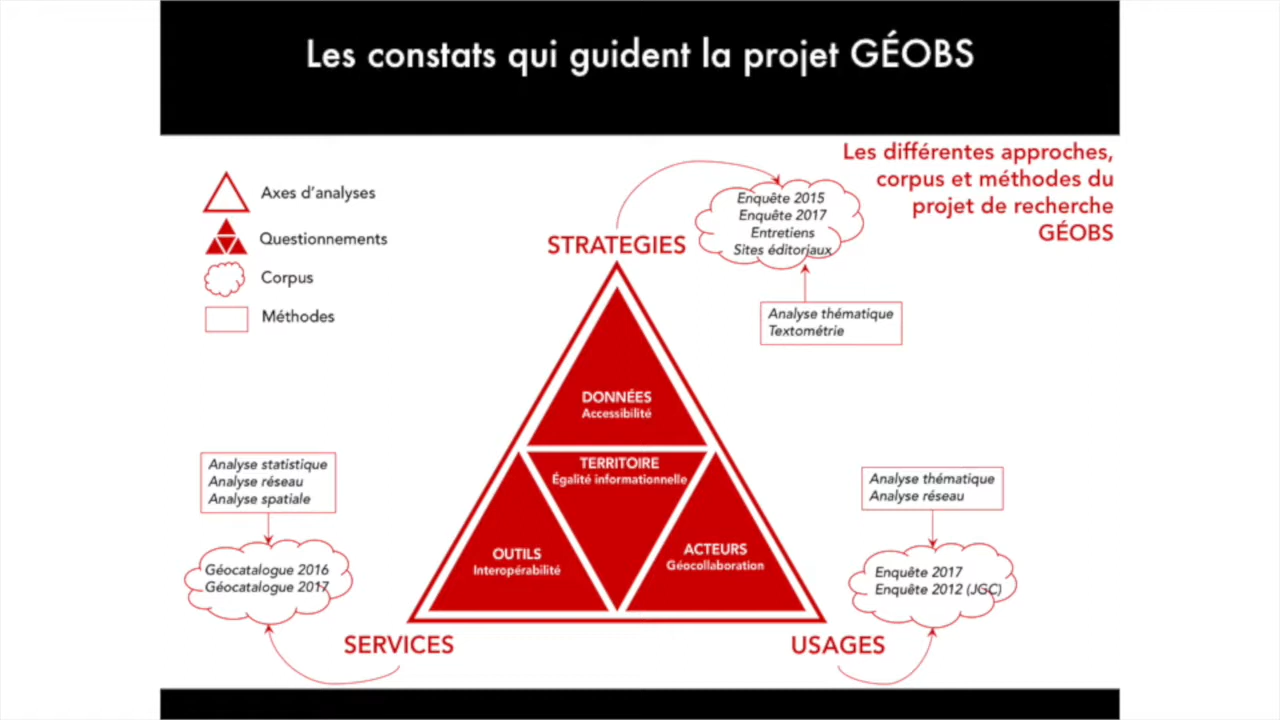 Les constats qui guident la projet GÉOBS
Les différentes approches,
corpus et méthodes du
projet de recherche
GÉOBS
Axes d'analyses
Questionnements
Corpus
Méthodes
Enquête 2015
Enquête 2017
Entretiens
Sites éditoriaux
STRATEGIES
Analyse thématique
Textométrie
DONNÉES
Accessibilité
TERRITOIRE
Égalité informationnelle
OUTILS
Interopérabilité
ACTEURS
Géocollaboration
Analyse statistique
Analyse réseau
Analyse spatiale
Géocatalogue 2016
Géocatalogue 2017
SERVICES
Analyse thématique
Analyse réseau
Enquête 2017
Enquête 2012 (JGC)
USAGES